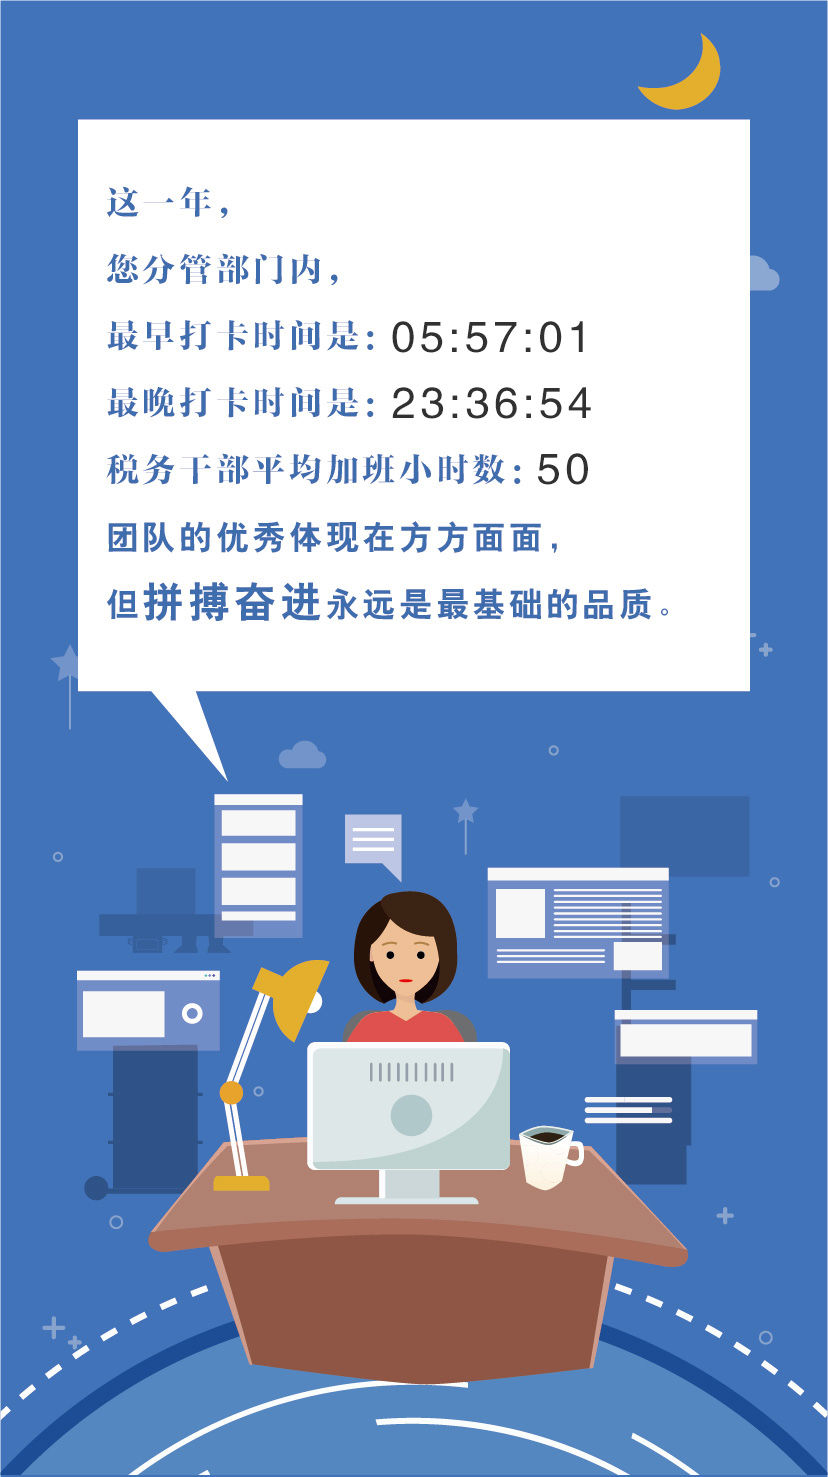 这一年，
您分管部门内，
最早打卡时间是：05:57:01
最晚打卡时间是：23:36:54
税务干部平均加班小时数：50
团队的优秀体现在方方面面，
但拼搏奋进永远是最基础的品质。